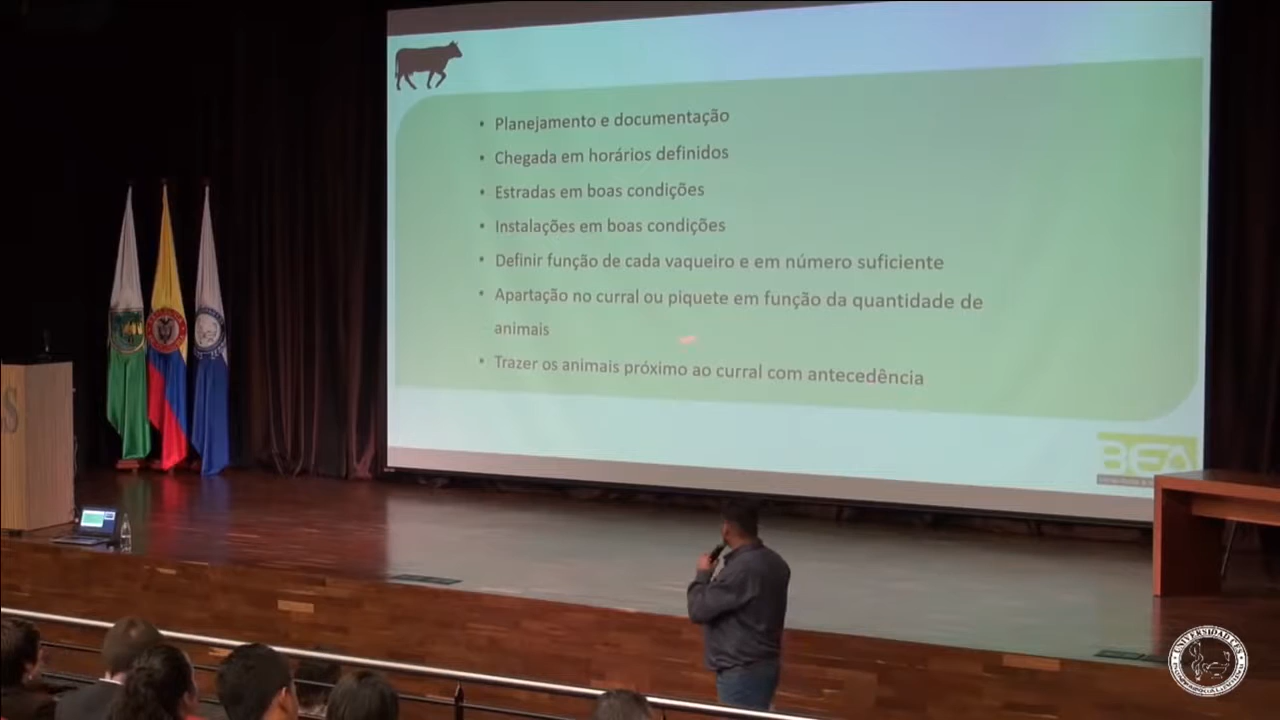 • Planejamento e documentação
• Chegada em horários definidos
• Estradas em boas condições
• Instalações em boas condições
• Definir função de cada vaqueiro e em número suficiente
• Apartação no curral ou piquete em função da quantidade de
animais
• Trazer os animais próximo ao curral com antecedência
BEA
S
UNIVERSIDAD CES